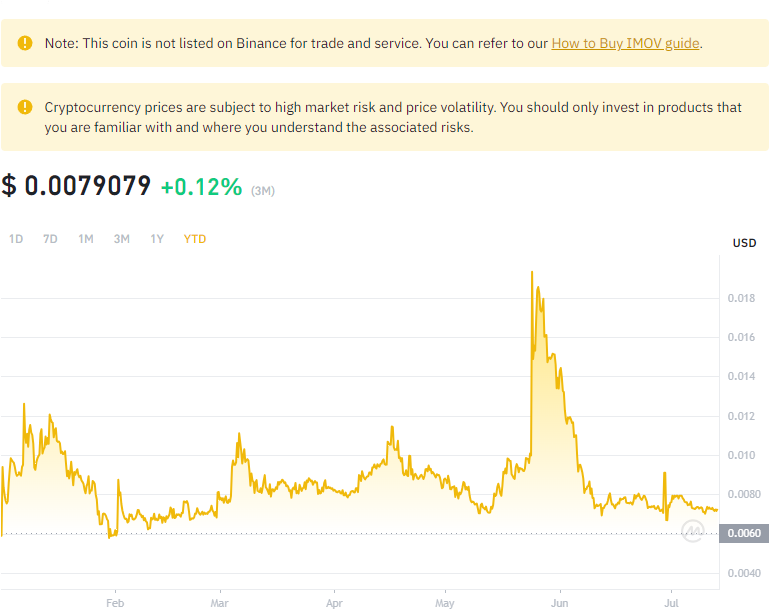 Note: This coin is not listed on Binance for trade and service. You can refer to our How to Buy IMOV guide.
Cryptocurrency prices are subject to high market risk and price volatility. You should only invest in products that
you are familiar with and where you understand the associated risks.
$ 0.0079079 +0.12% (3M)
1D 7D 1M 3M 1Y YTD
USD
0.018
0.016
0.014
0.012
0.010
0.0080
0.0060
0.0040
Feb Mar Apr May Jun Jul